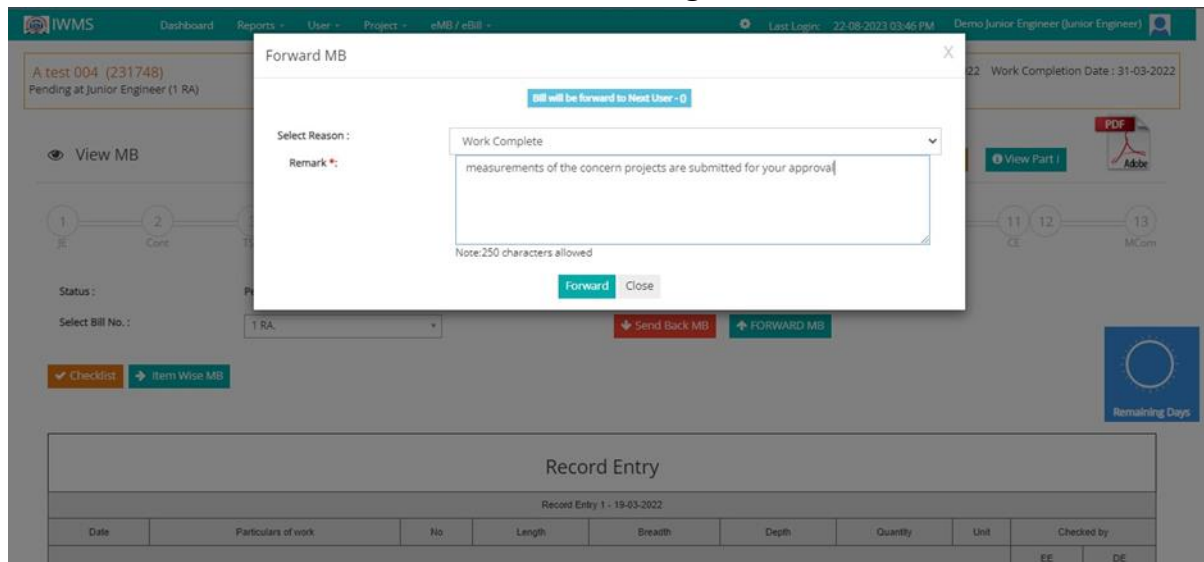 IWMS Dashboard Reports User Project eMB / eBill Last Login: 22-08-2023 03:46 PM Demo Junior Engineer (Junior Engineer)
Forward MB X
A test 004 (231748) 22 Work Completion Date : 31-03-2022
Pending at Junior Engineer (1 RA)
Bill will be forward to Next User - ()
Select Reason : Work Complete
Remark *: measurements of the concern projects are submitted for your approval
View MB View Part I PDF Adobe
Note:250 characters allowed
1 2 11 12 13
JE Cont TS CE MCom
Forward Close
Status :
Select Bill No. : 1 RA. Send Back MB FORWARD MB
Checklist Item Wise MB
Remaining Days
Record Entry
Record Entry 1 - 19-03-2022
Date Particulars of work No Length Breadth Depth Quantity Unit Checked by
EE DE